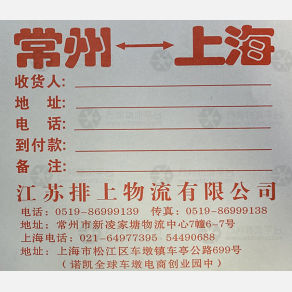 常州 ←→ 上海
收货人:
地 址:
电 话:
到付款:
备 注:
江苏排上物流有限公司
电话：0519-86999139 传真：0519-86999138
地址：常州市新凌家塘物流中心7幢6-7号
上海电话：021-64977395 54490688
地址：上海市松江区车墩镇车亭公路699号
（诺凯全球车墩电商创业园中）